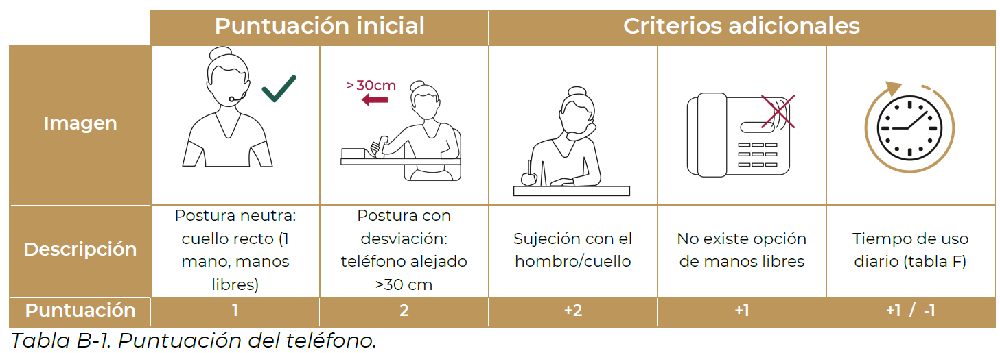 Puntuación inicial
Criterios adicionales
Imagen
> 30cm
Descripción
Postura neutra:
cuello recto (1
mano, manos
libres)
Postura con
desviación:
teléfono alejado
>30 cm
Sujeción con el
hombro/cuello
No existe opción
de manos libres
Tiempo de uso
diario (tabla F)
Puntuación
1
2
+2
+1
+1 / -1
Tabla B-1. Puntuación del teléfono.